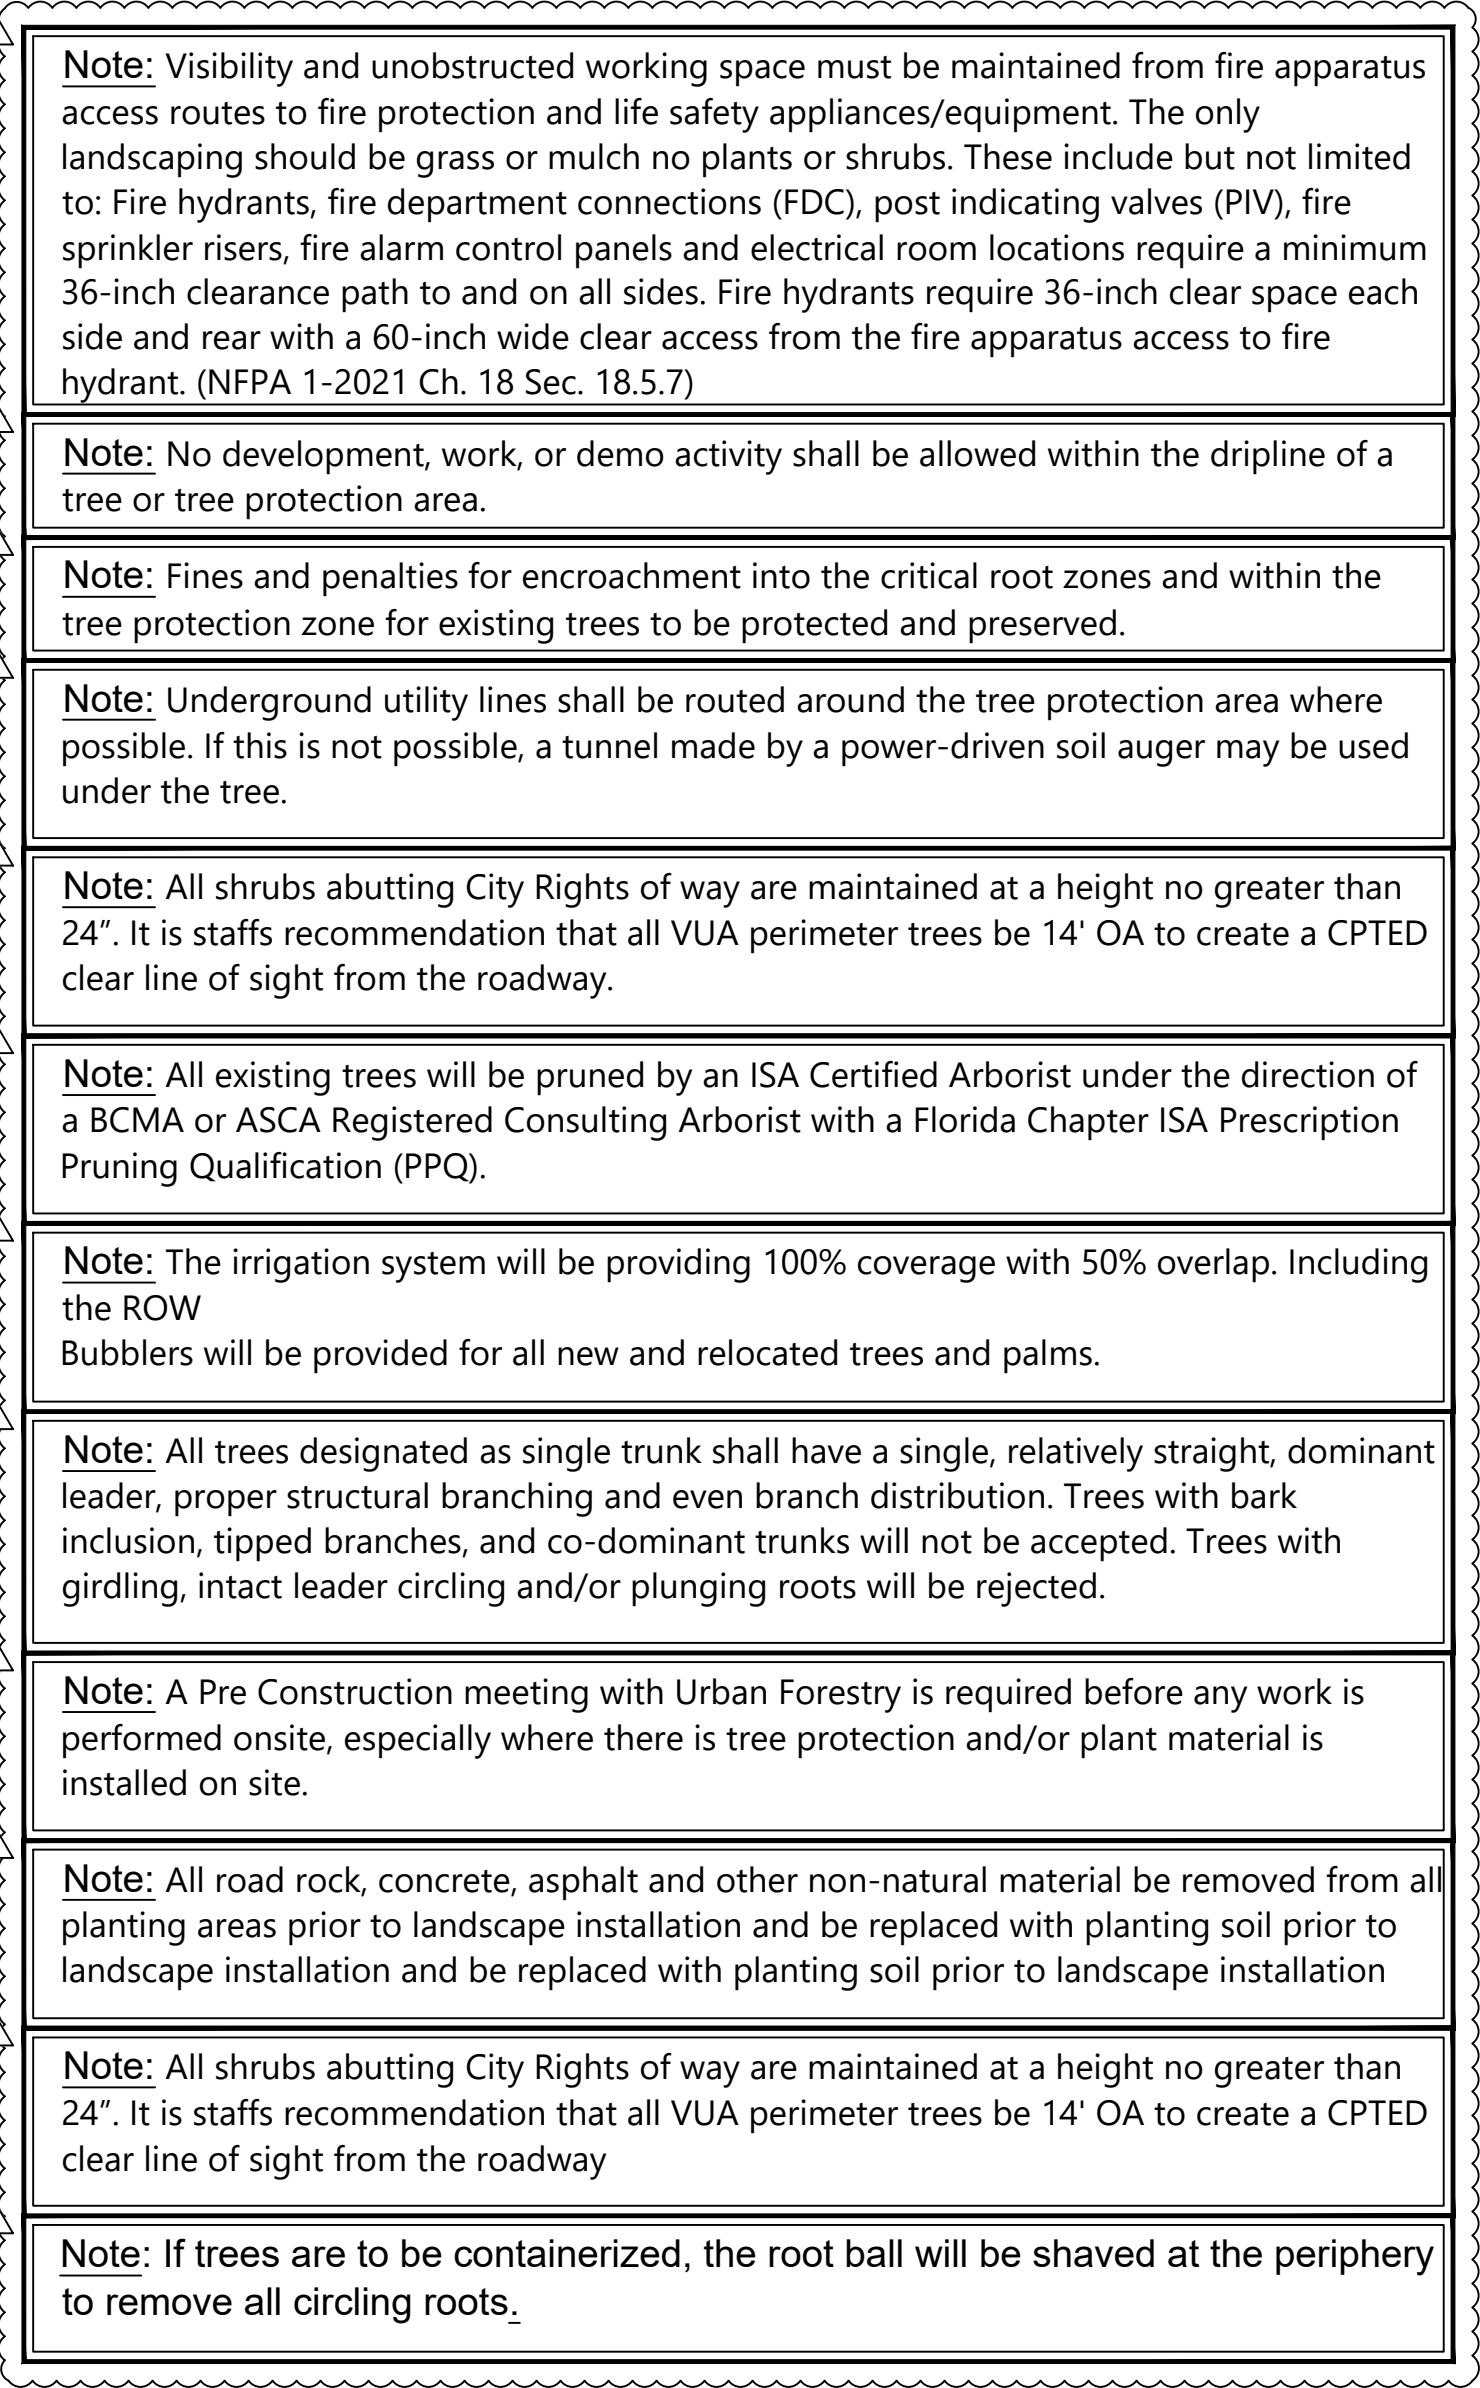 Note: Visibility and unobstructed working space must be maintained from fire apparatus
access routes to fire protection and life safety appliances/equipment. The only
landscaping should be grass or mulch no plants or shrubs. These include but not limited
to: Fire hydrants, fire department connections (FDC), post indicating valves (PIV), fire
sprinkler risers, fire alarm control panels and electrical room locations require a minimum
36-inch clearance path to and on all sides. Fire hydrants require 36-inch clear space each
side and rear with a 60-inch wide clear access from the fire apparatus access to fire
hydrant. (NFPA 1-2021 Ch. 18 Sec. 18.5.7)
Note: No development, work, or demo activity shall be allowed within the dripline of a
tree or tree protection area.
Note: Fines and penalties for encroachment into the critical root zones and within the
tree protection zone for existing trees to be protected and preserved.
Note: Underground utility lines shall be routed around the tree protection area where
possible. If this is not possible, a tunnel made by a power-driven soil auger may be used
under the tree.
Note: All shrubs abutting City Rights of way are maintained at a height no greater than
24”. It is staffs recommendation that all VUA perimeter trees be 14' OA to create a CPTED
clear line of sight from the roadway.
Note: All existing trees will be pruned by an ISA Certified Arborist under the direction of
a BCMA or ASCA Registered Consulting Arborist with a Florida Chapter ISA Prescription
Pruning Qualification (PPQ).
Note: The irrigation system will be providing 100% coverage with 50% overlap. Including
the ROW
Bubblers will be provided for all new and relocated trees and palms.
Note: All trees designated as single trunk shall have a single, relatively straight, dominant
leader, proper structural branching and even branch distribution. Trees with bark
inclusion, tipped branches, and co-dominant trunks will not be accepted. Trees with
girdling, intact leader circling and/or plunging roots will be rejected.
Note: A Pre Construction meeting with Urban Forestry is required before any work is
performed onsite, especially where there is tree protection and/or plant material is
installed on site.
Note: All road rock, concrete, asphalt and other non-natural material be removed from all
planting areas prior to landscape installation and be replaced with planting soil prior to
landscape installation and be replaced with planting soil prior to landscape installation
Note: All shrubs abutting City Rights of way are maintained at a height no greater than
24”. It is staffs recommendation that all VUA perimeter trees be 14' OA to create a CPTED
clear line of sight from the roadway
Note: If trees are to be containerized, the root ball will be shaved at the periphery
to remove all circling roots.